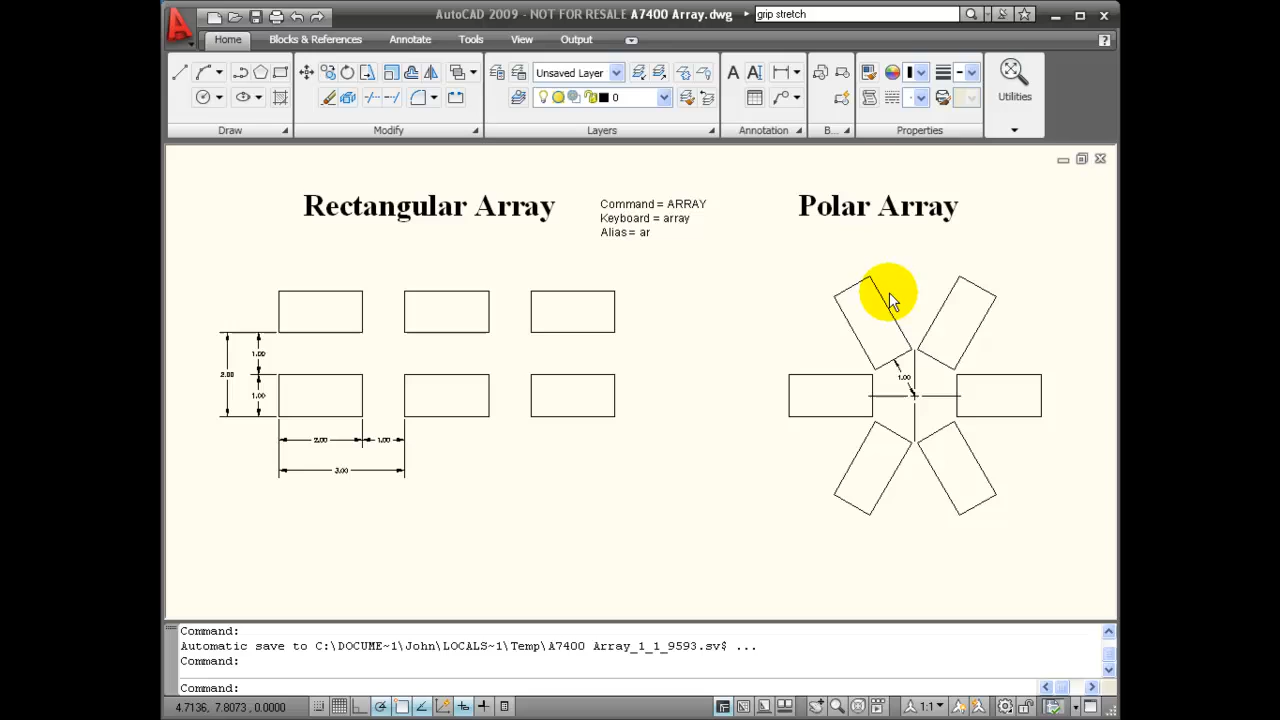 AutoCAD 2009 - NOT FOR RESALE A7400 Array.dwg
grip stretch
Home
Blocks & References
Annotate
Tools
View
Output
Unsaved Layer
0
Utilities
Draw
Modify
Layers
Annotation
B...
Properties
Rectangular Array
Command = ARRAY
Keyboard = array
Alias = ar
Polar Array
1.00
2.00
1.00
2.00
1.00
3.00
1.00
Command:
Automatic save to C:\DOCUME~1\John\LOCALS~1\Temp\A7400 Array_1_1_9593.sv$ ...
Command:
Command:
4.7136, 7.8073, 0.0000
1:1